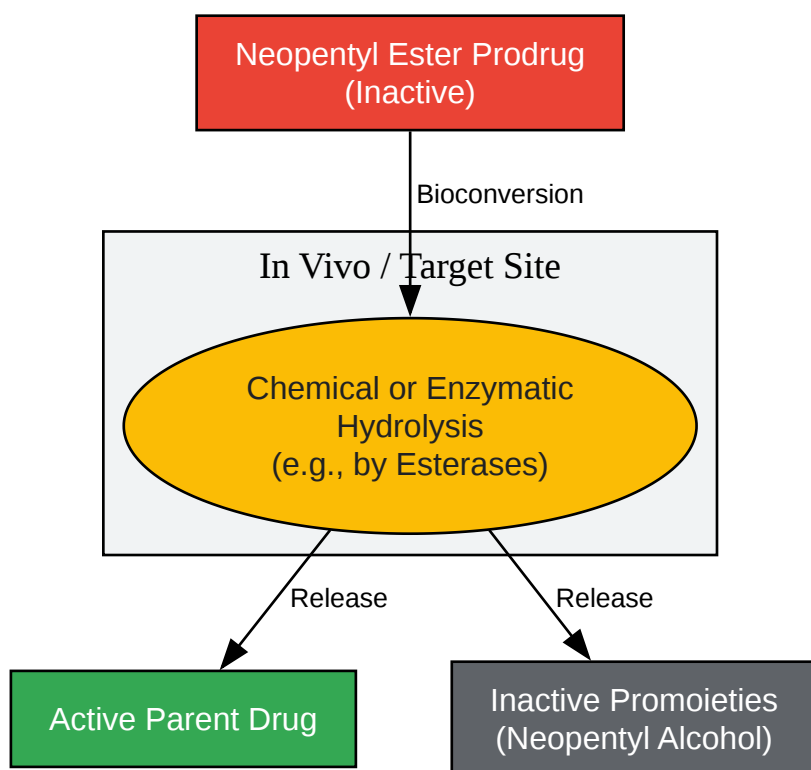 Neopentyl Ester Prodrug
(Inactive)
Bioconversion
In Vivo / Target Site
Chemical or Enzymatic
Hydrolysis
(e.g., by Esterases)
Release
Release
Active Parent Drug
Inactive Promoieties
(Neopentyl Alcohol)